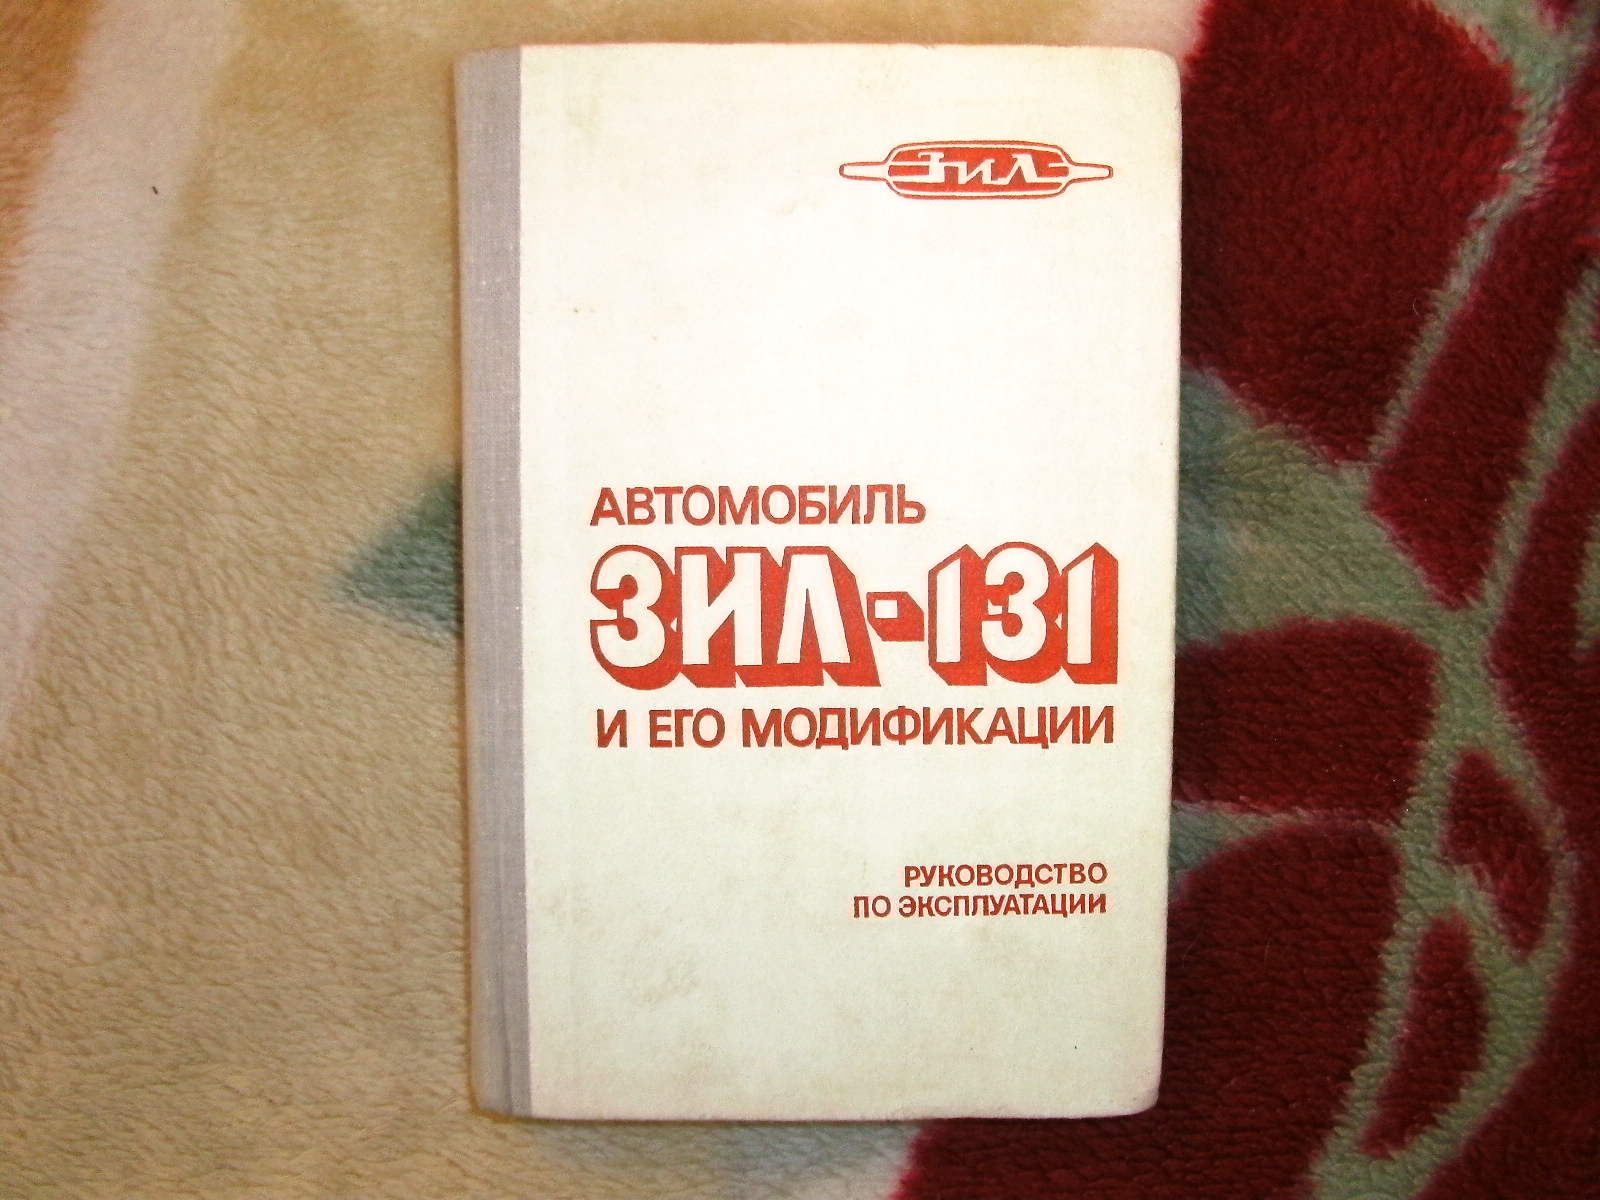 ЗИЛ
АВТОМОБИЛЬ
ЗИЛ-131
И ЕГО МОДИФИКАЦИИ
РУКОВОДСТВО
ПО ЭКСПЛУАТАЦИИ